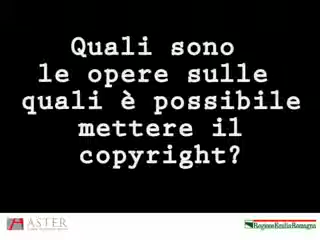 Quali sono
le opere sulle
quali è possibile
mettere il
copyright?
ASTER
RegioneEmiliaRomagna